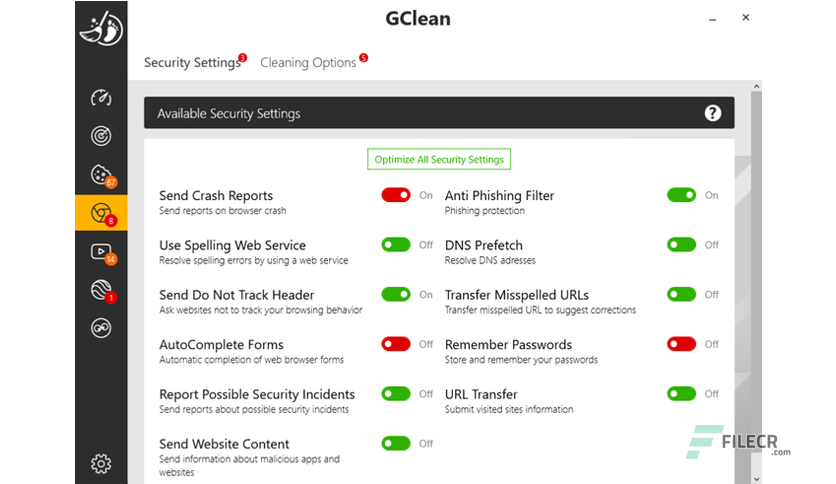 GClean
Security Settings 3 Cleaning Options 5
Available Security Settings ?
Optimize All Security Settings
Send Crash Reports On Anti Phishing Filter On
Send reports on browser crash Phishing protection
67
8
Use Spelling Web Service Off DNS Prefetch Off
Resolve spelling errors by using a web service Resolve DNS adresses
14
Send Do Not Track Header On Transfer Misspelled URLs Off
Ask websites not to track your browsing behavior Transfer misspelled URL to suggest corrections
1
AutoComplete Forms Off Remember Passwords Off
Automatic completion of web browser forms Store and remember your passwords
Report Possible Security Incidents Off URL Transfer Off
Send reports about possible security incidents Submit visited sites information
Send Website Content Off
Send information about malicious apps and
websites
FILECR
.com